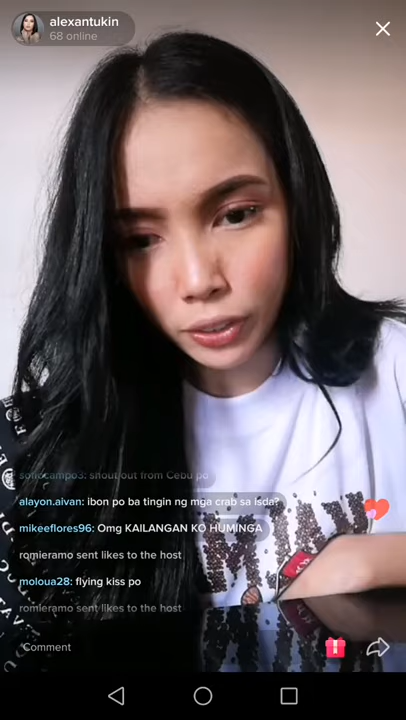 alexantukin
68 online
soficampo3: shout out from Cebu po
alayon.aivan: ibon po ba tingin ng mga crab sa isda?
mikeeflores96: Omg KAILANGAN KO HUMINGA
romieramo sent likes to the host
moloua28: flying kiss po
romieramo sent likes to the host
Comment